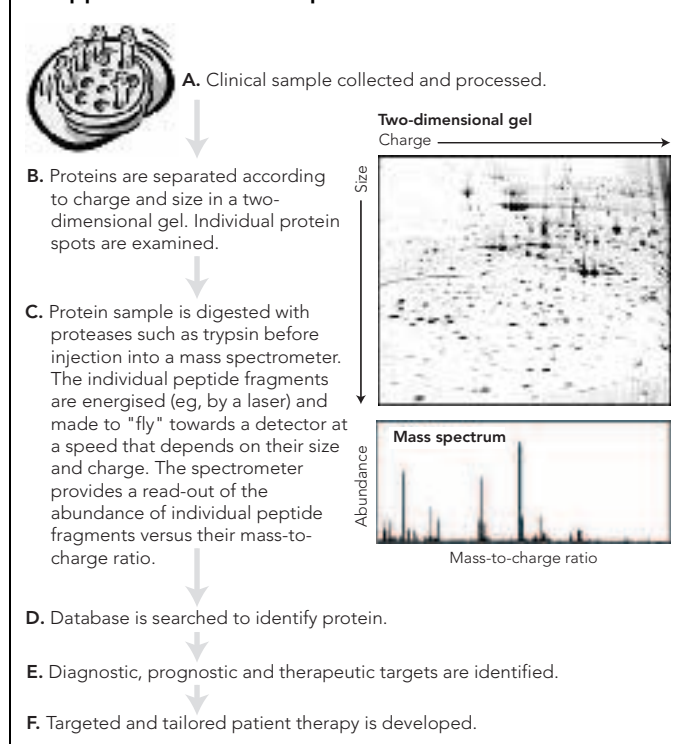 A. Clinical sample collected and processed.
Two-dimensional gel
Charge
Size
B. Proteins are separated according
to charge and size in a two-
dimensional gel. Individual protein
spots are examined.
C. Protein sample is digested with
proteases such as trypsin before
injection into a mass spectrometer.
The individual peptide fragments
are energised (eg, by a laser) and
made to "fly" towards a detector at
a speed that depends on their size
and charge. The spectrometer
provides a read-out of the
abundance of individual peptide
fragments versus their mass-to-
charge ratio.
Mass spectrum
Abundance
Mass-to-charge ratio
D. Database is searched to identify protein.
E. Diagnostic, prognostic and therapeutic targets are identified.
F. Targeted and tailored patient therapy is developed.